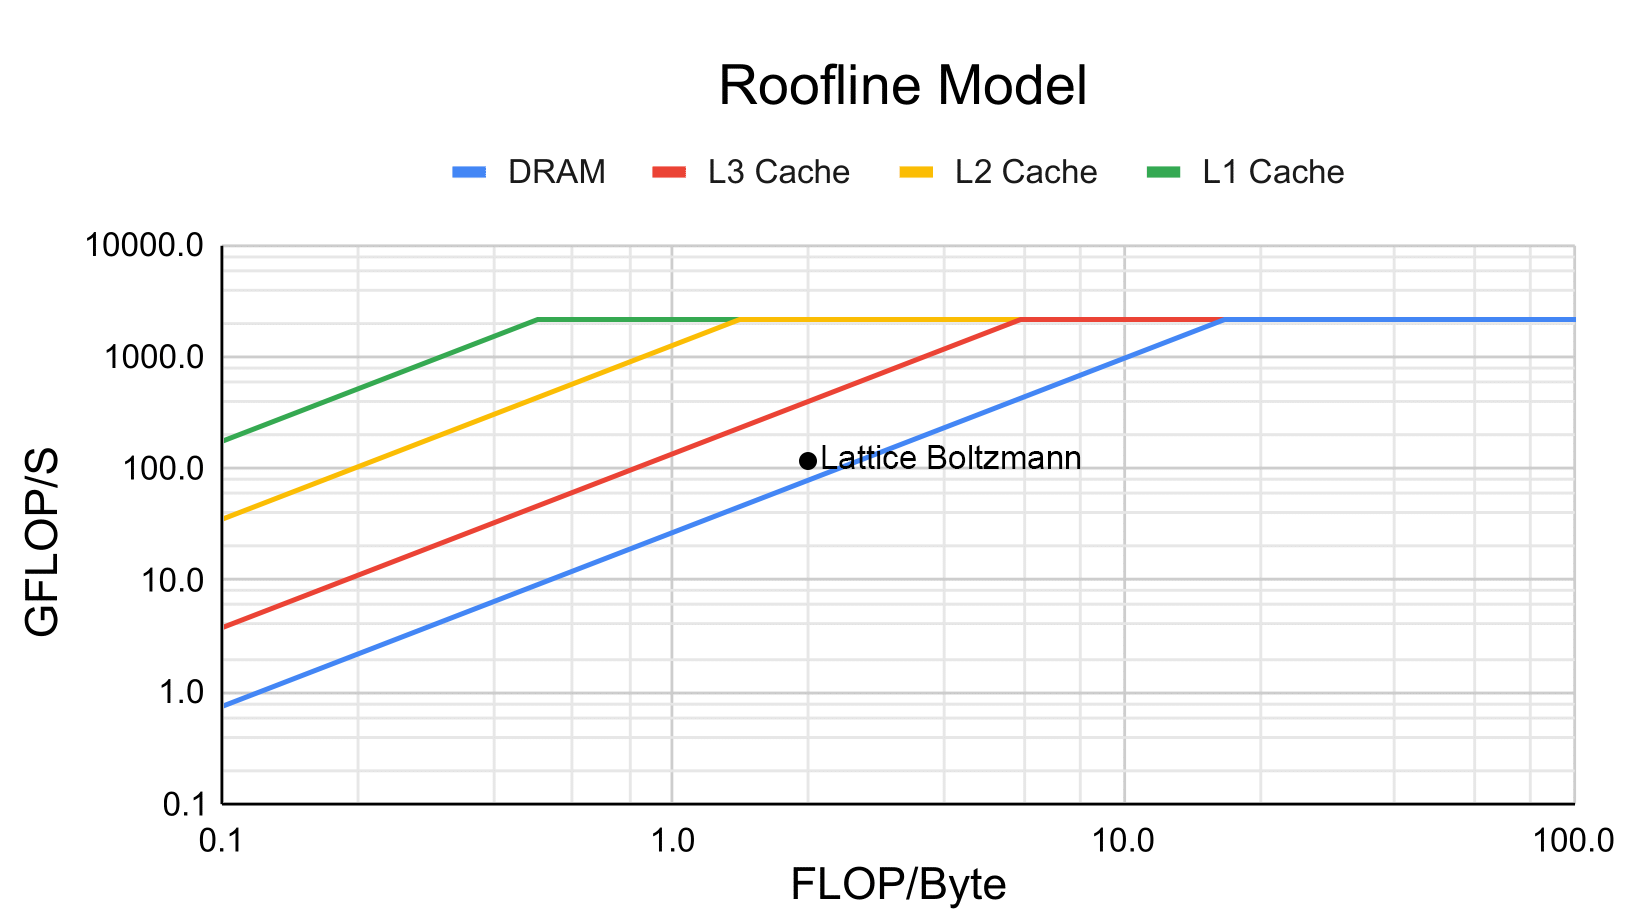 Roofline Model
DRAM L3 Cache L2 Cache L1 Cache
10000.0
1000.0
100.0
10.0
1.0
0.1
GFLOP/S
Lattice Boltzmann
0.1 1.0 10.0 100.0
FLOP/Byte